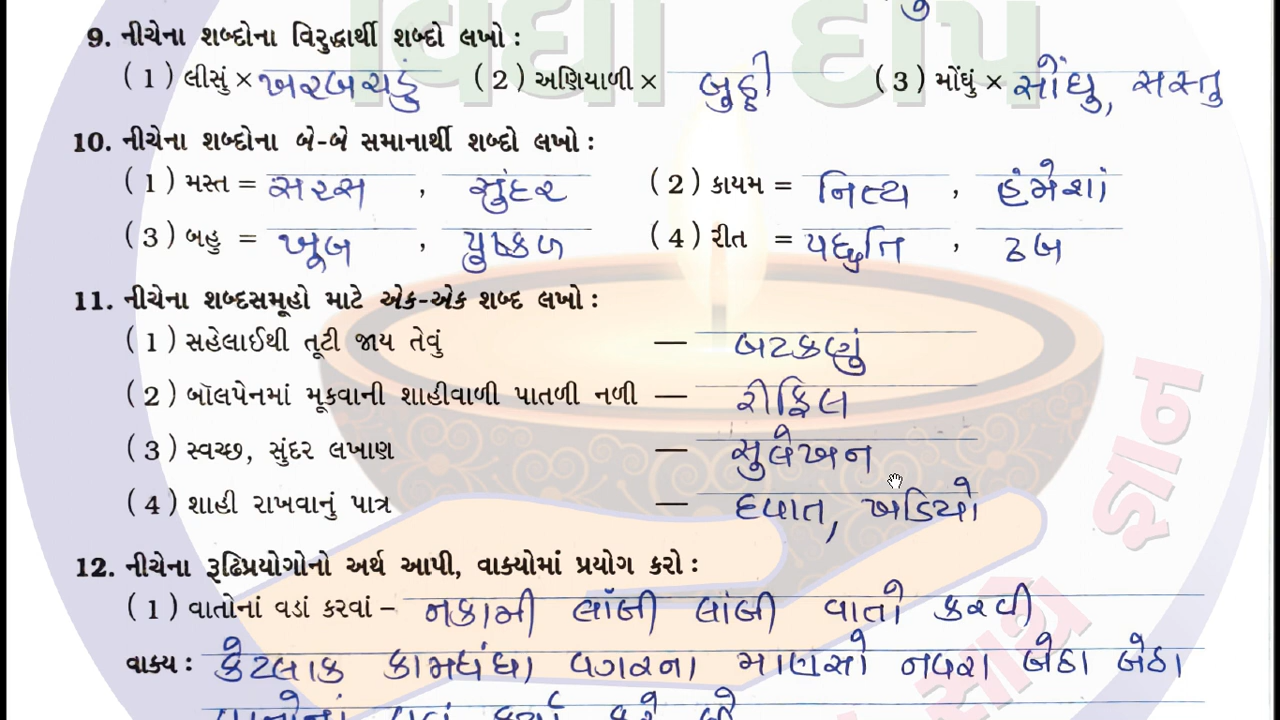 વિદ્યા દીપ
9. નીચેના શબ્દોના વિરુદ્ધાર્થી શબ્દો લખો :
(1) લીસું × ખરબચડું (2) અણિયાળી × બુઠ્ઠી (3) મોંઘું × સોંઘુ, સસ્તુ
10. નીચેના શબ્દોના બે-બે સમાનાર્થી શબ્દો લખો :
(1) મસ્ત = સરસ , સુંદર (2) કાયમ = નિત્ય , હંમેશાં
(3) બહુ = ખૂબ , પુષ્કળ (4) રીત = પદ્ધતિ , ઢબ
11. નીચેના શબ્દસમૂહો માટે એક-એક શબ્દ લખો :
(1) સહેલાઈથી તૂટી જાય તેવું — બટકણું
(2) બૉલપેનમાં મૂકવાની શાહીવાળી પાતળી નળી — રીફિલ
(3) સ્વચ્છ, સુંદર લખાણ — સુલેખન
(4) શાહી રાખવાનું પાત્ર — દવાત, ખડિયો
જ્ઞાન
સાથે
12. નીચેના રૂઢિપ્રયોગોનો અર્થ આપી, વાક્યોમાં પ્રયોગ કરો :
(1) વાતોનાં વડાં કરવાં – નકામી લાંબી લાંબી વાતો કરવી
વાક્ય : કેટલાક કામધંધા વગરના માણસો નવરા બેઠા બેઠા